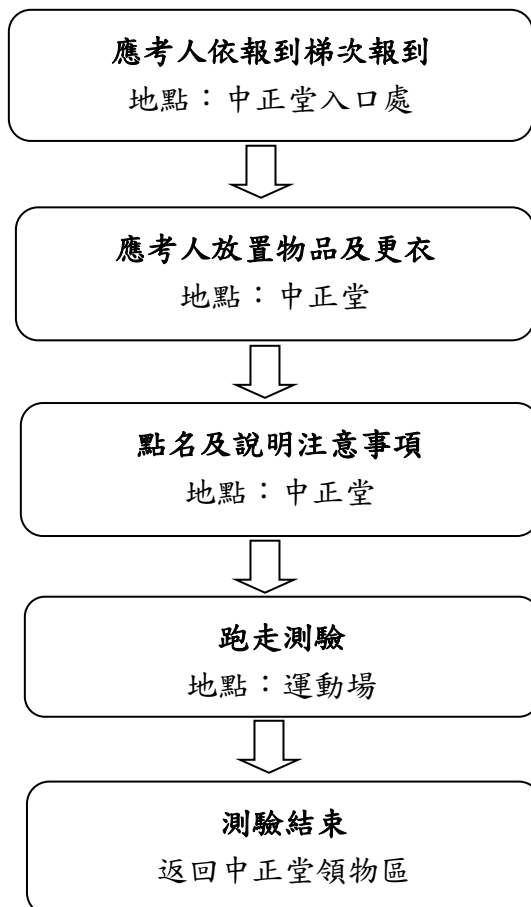 應考人依報到梯次報到
地點：中正堂入口處
應考人放置物品及更衣
地點：中正堂
點名及說明注意事項
地點：中正堂
跑走測驗
地點：運動場
測驗結束
返回中正堂領物區